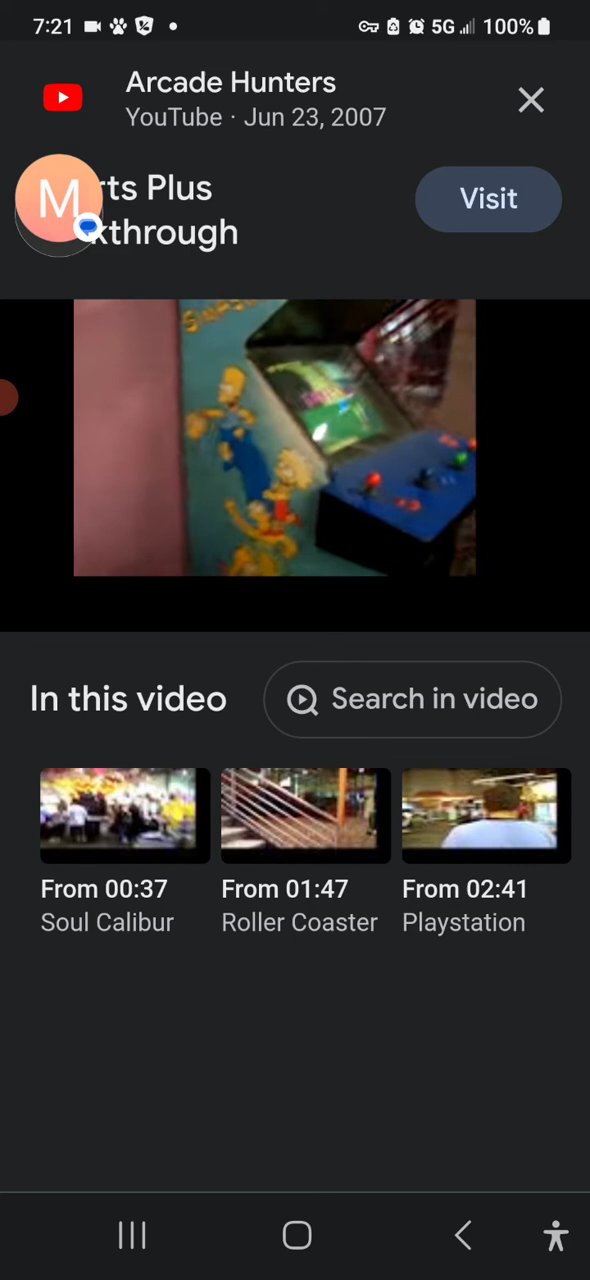 7:21
5G
100%
Arcade Hunters
YouTube · Jun 23, 2007
M
rts Plus
kthrough
Visit
In this video
Search in video
From 00:37
Soul Calibur
From 01:47
Roller Coaster
From 02:41
Playstation